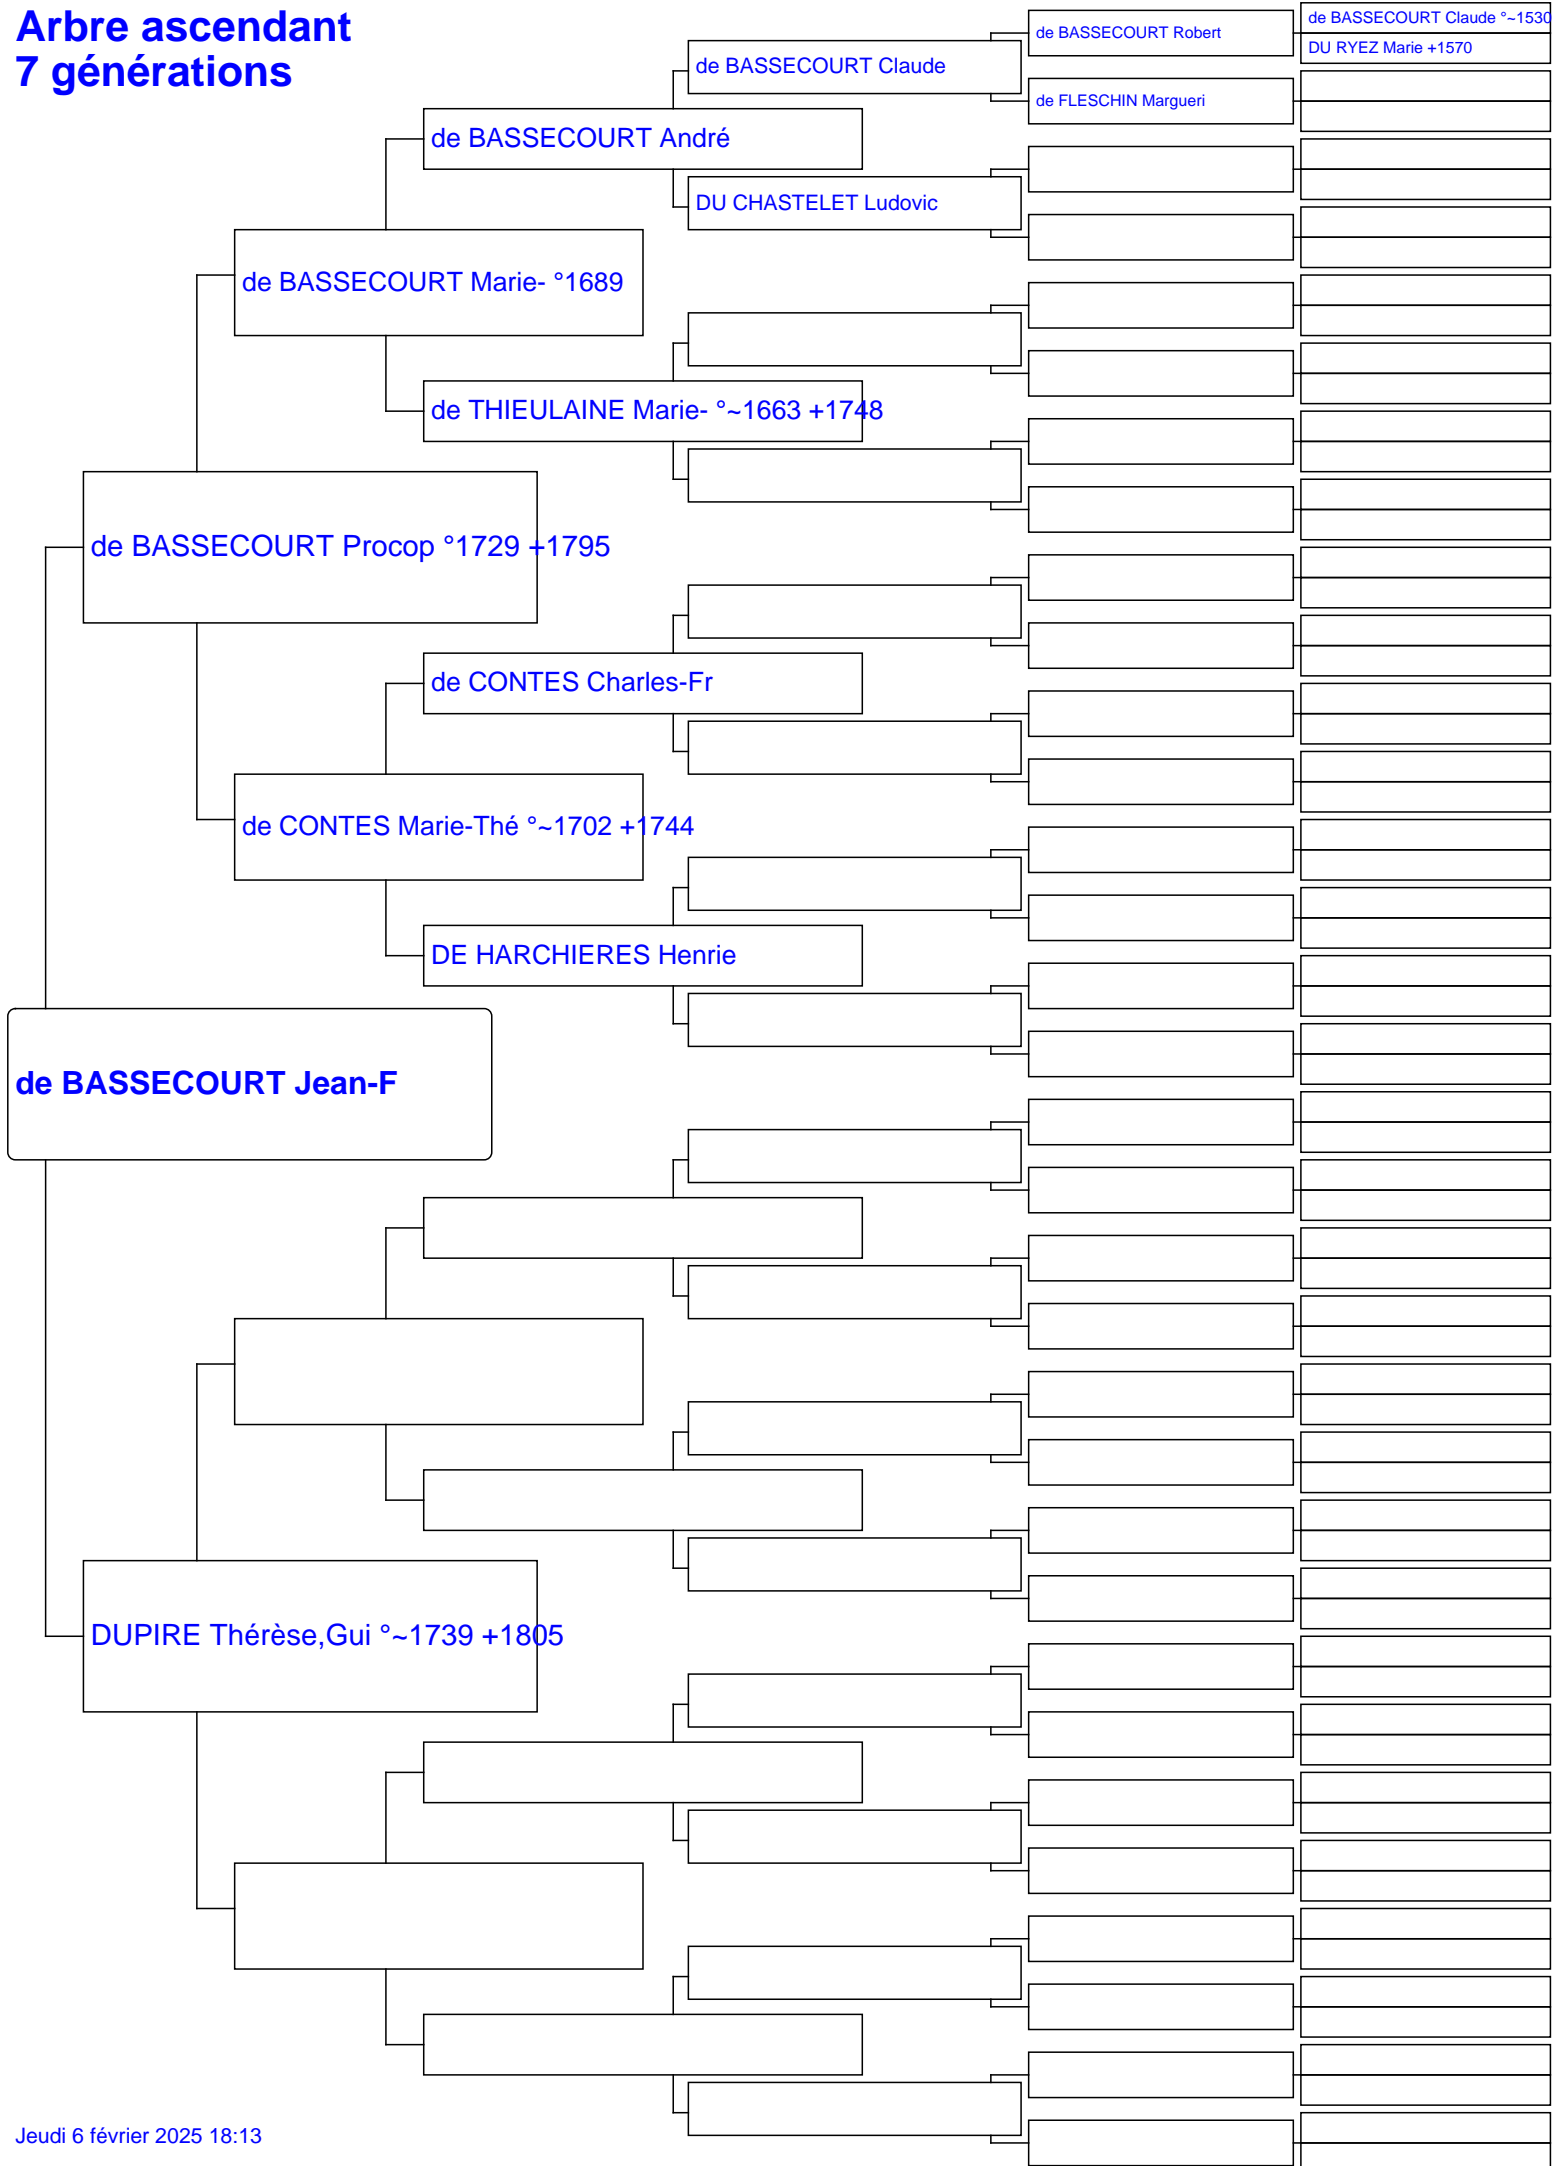 Arbre ascendant
7 générations
de BASSECOURT Claude °~1530
de BASSECOURT Robert
DU RYEZ Marie +1570
de BASSECOURT Claude
de FLESCHIN Margueri
de BASSECOURT André
DU CHASTELET Ludovic
de BASSECOURT Marie- °1689
de THIEULAINE Marie- °~1663 +1748
de BASSECOURT Procop °1729 +1795
de CONTES Charles-Fr
de CONTES Marie-Thé °~1702 +1744
DE HARCHIERES Henrie
de BASSECOURT Jean-F
DUPIRE Thérèse,Gui °~1739 +1805
Jeudi 6 février 2025 18:13